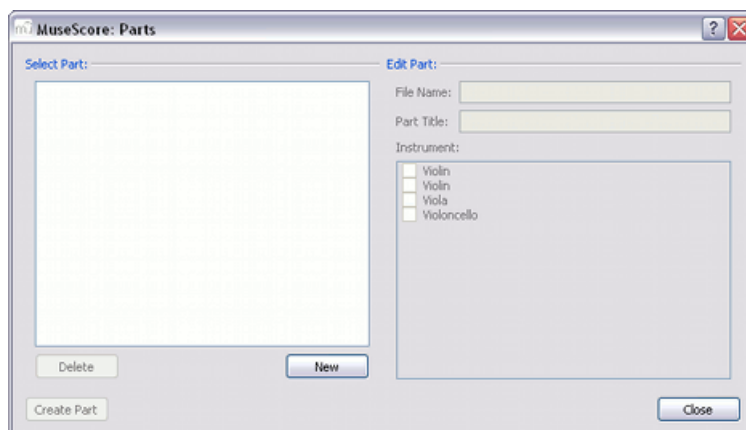 MuseScore: Parts
?
Select Part:
Edit Part:
File Name:
Part Title:
Instrument:
Violin
Violin
Viola
Violoncello
Delete
New
Create Part
Close